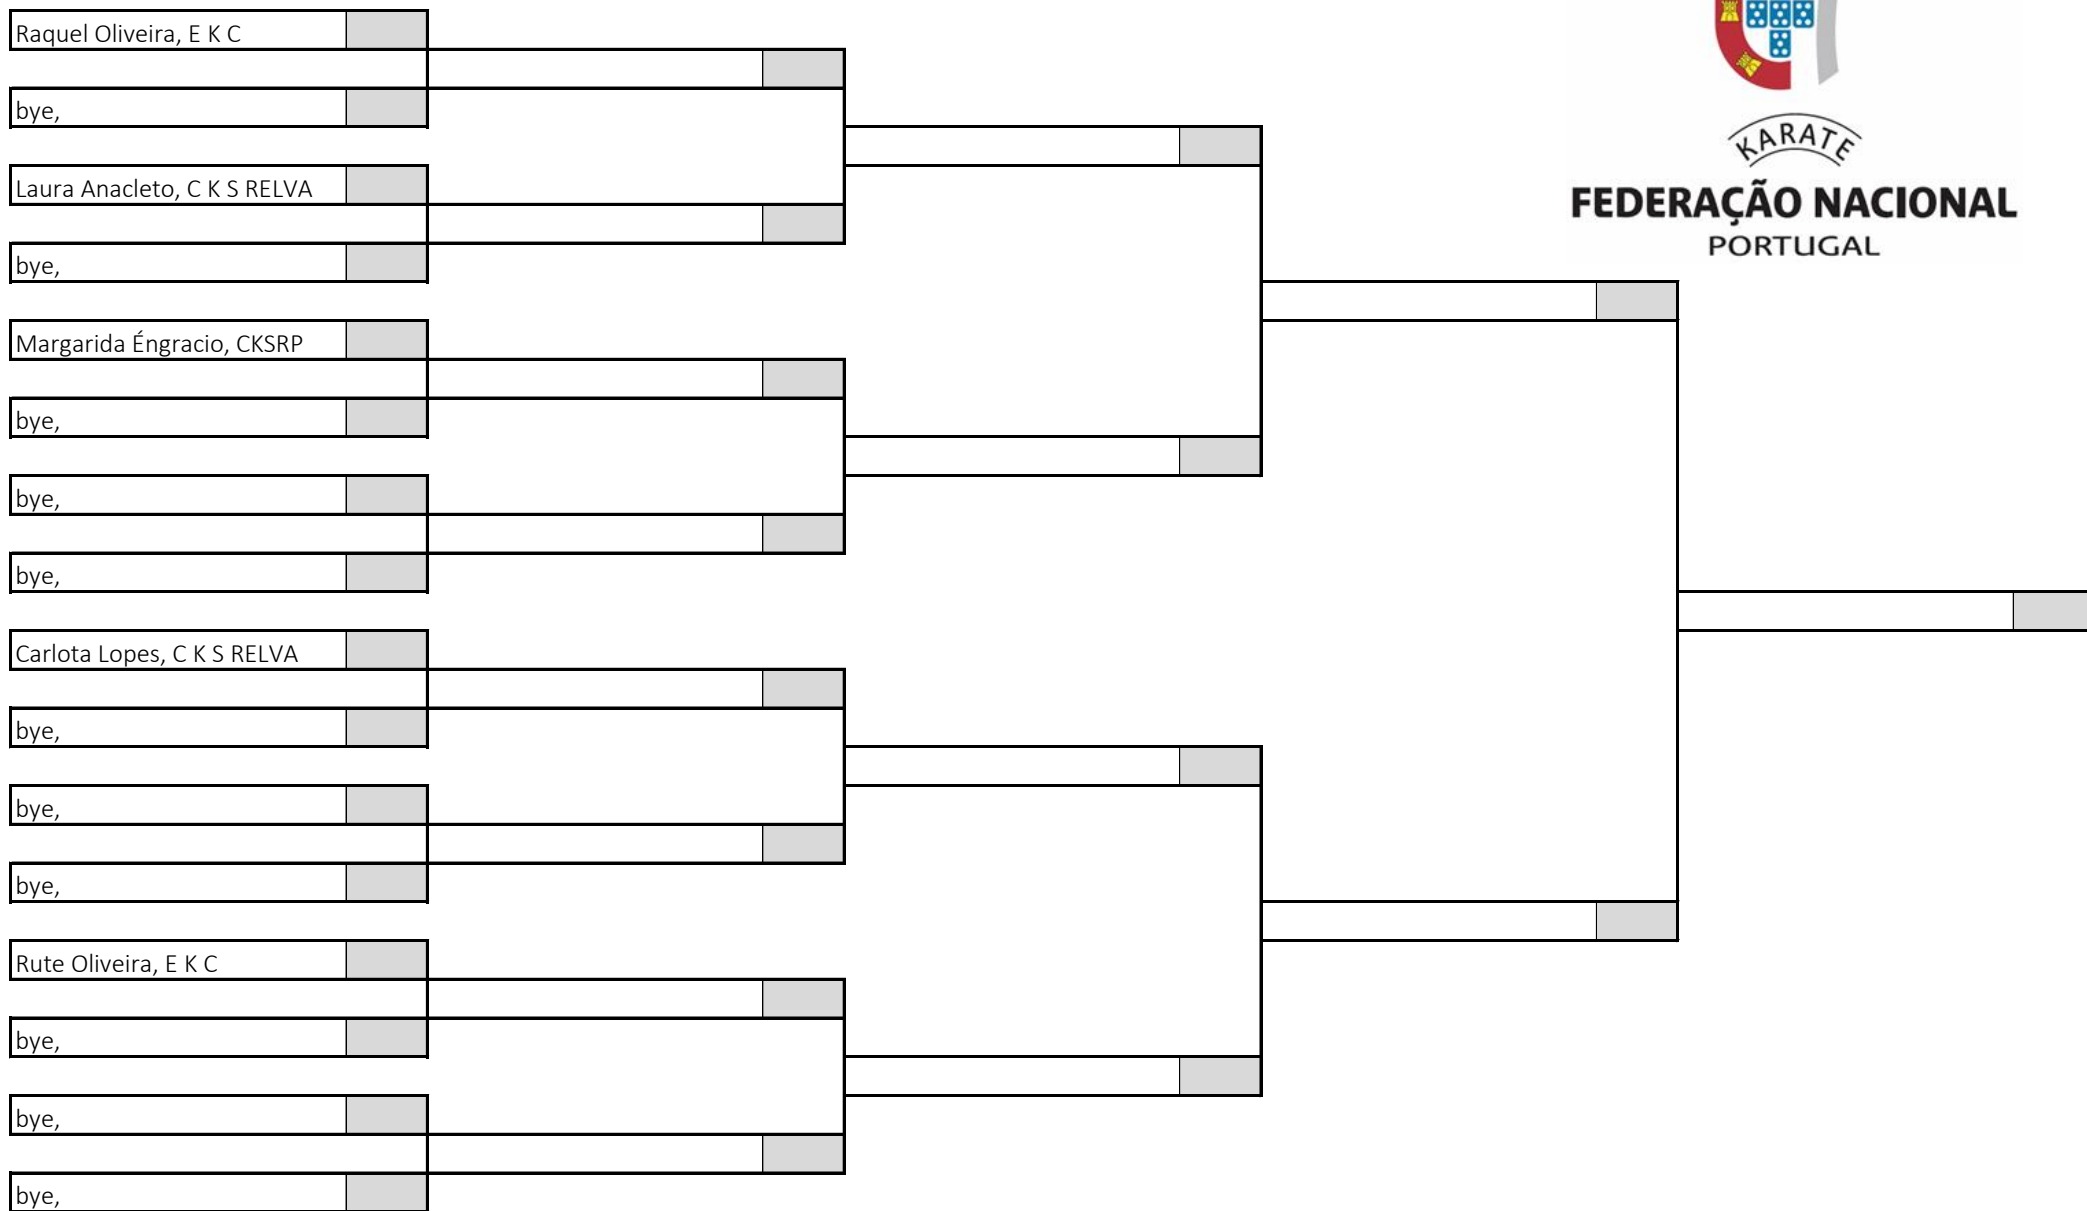 Raquel Oliveira, E K C
bye,
Laura Anacleto, C K S RELVA
bye,
Margarida Éngracio, CKSRP
bye,
bye,
bye,
Carlota Lopes, C K S RELVA
bye,
bye,
bye,
Rute Oliveira, E K C
bye,
bye,
bye,
KARATE
FEDERAÇÃO NACIONAL
PORTUGAL